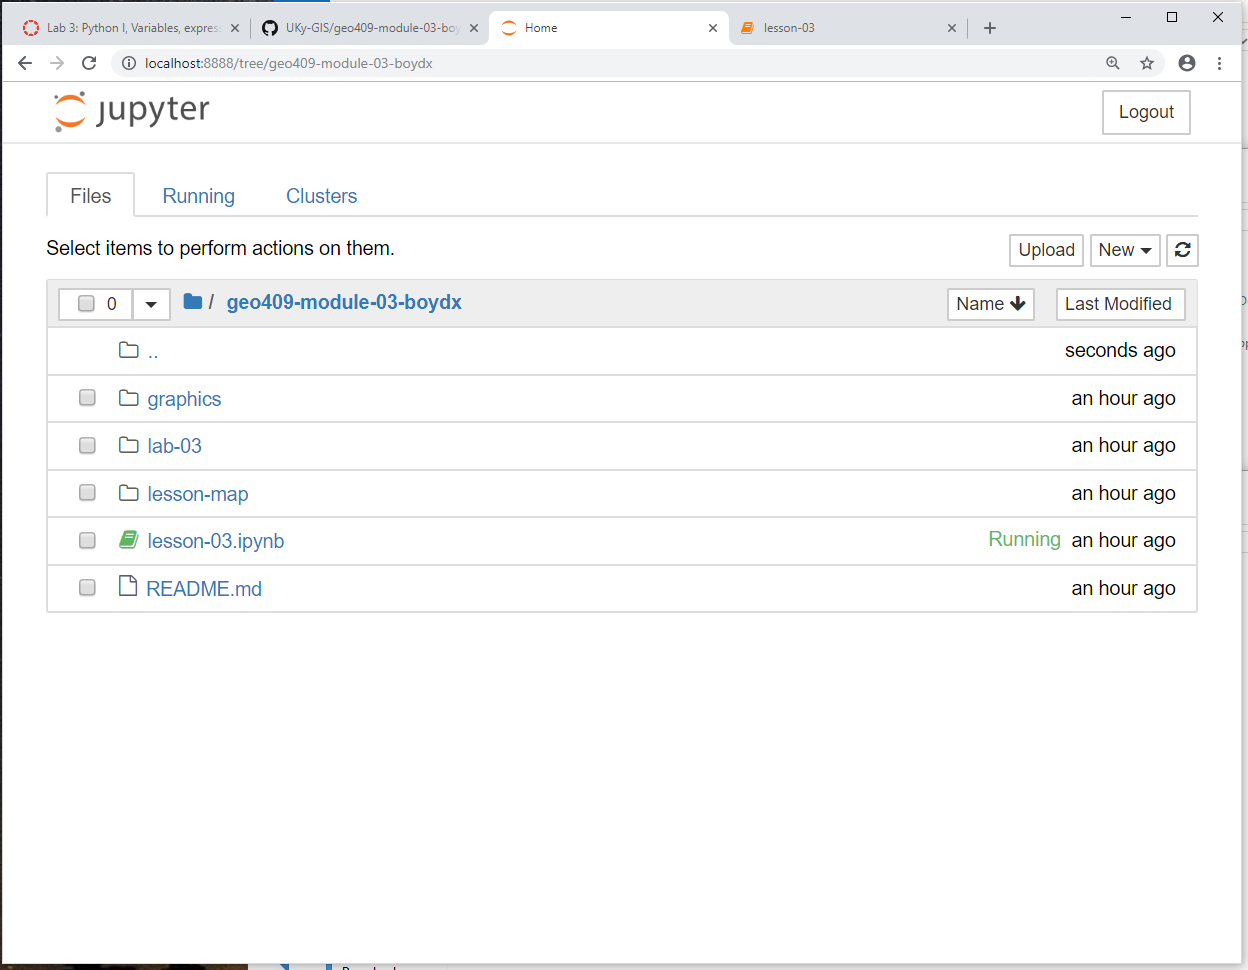 Lab 3: Python I, Variables, expres
UKy-GIS/geo409-module-03-boy
Home
lesson-03
localhost:8888/tree/geo409-module-03-boydx
jupyter
Logout
Files Running Clusters
Select items to perform actions on them.
Upload New
0 / geo409-module-03-boydx Name Last Modified
.. seconds ago
graphics an hour ago
lab-03 an hour ago
lesson-map an hour ago
lesson-03.ipynb Running an hour ago
README.md an hour ago